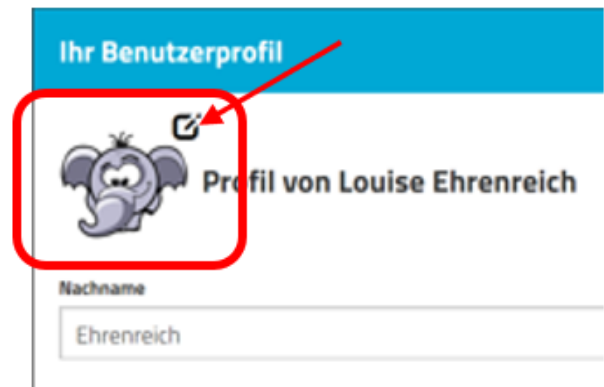 Ihr Benutzerprofil
Profil von Louise Ehrenreich
Nachname
Ehrenreich